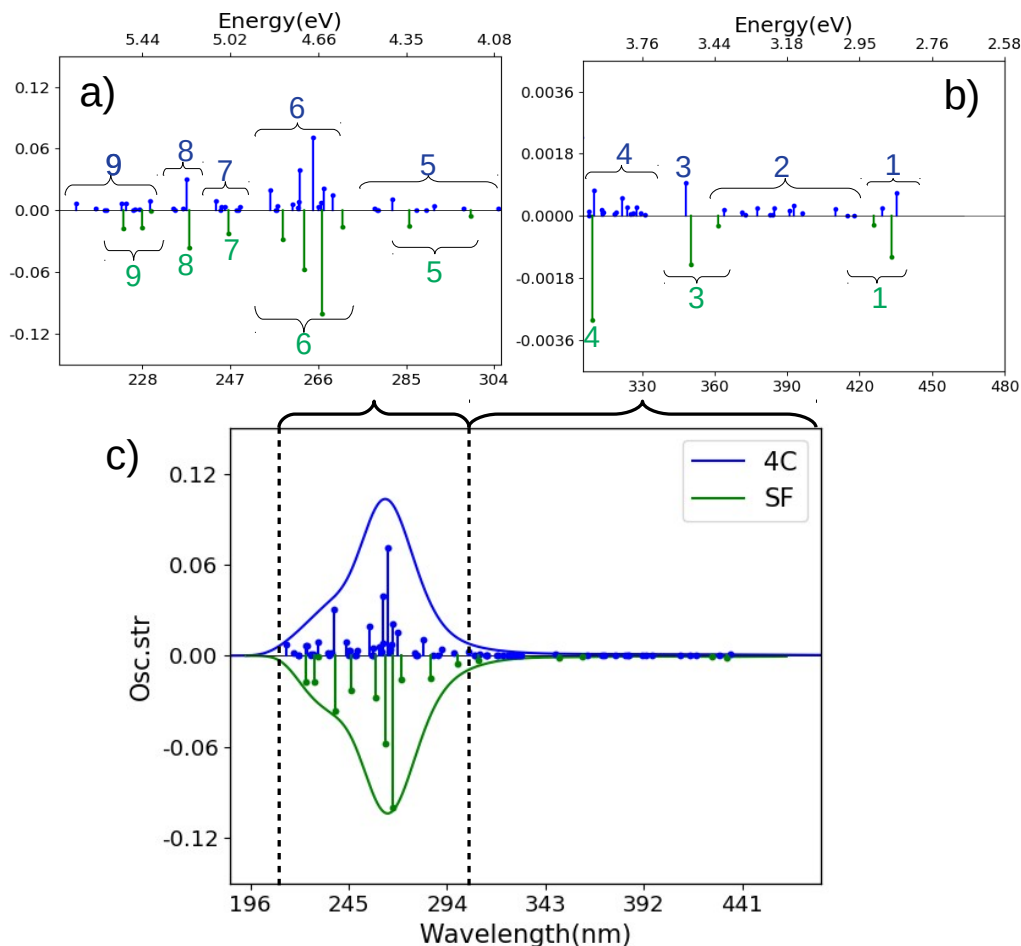 Energy(eV)
5.44 5.02 4.66 4.35 4.08
a)
0.12
0.06
0.00
-0.06
-0.12
9 8 7 6 5
9 8 7 6 5
228 247 266 285 304
Energy(eV)
3.76 3.44 3.18 2.95 2.76 2.58
b)
0.0036
0.0018
0.0000
-0.0018
-0.0036
4 3 2 1
4 3 1
330 360 390 420 450 480
c)
4C
SF
0.12
0.06
0.00
-0.06
-0.12
Osc.str
196 245 294 343 392 441
Wavelength(nm)